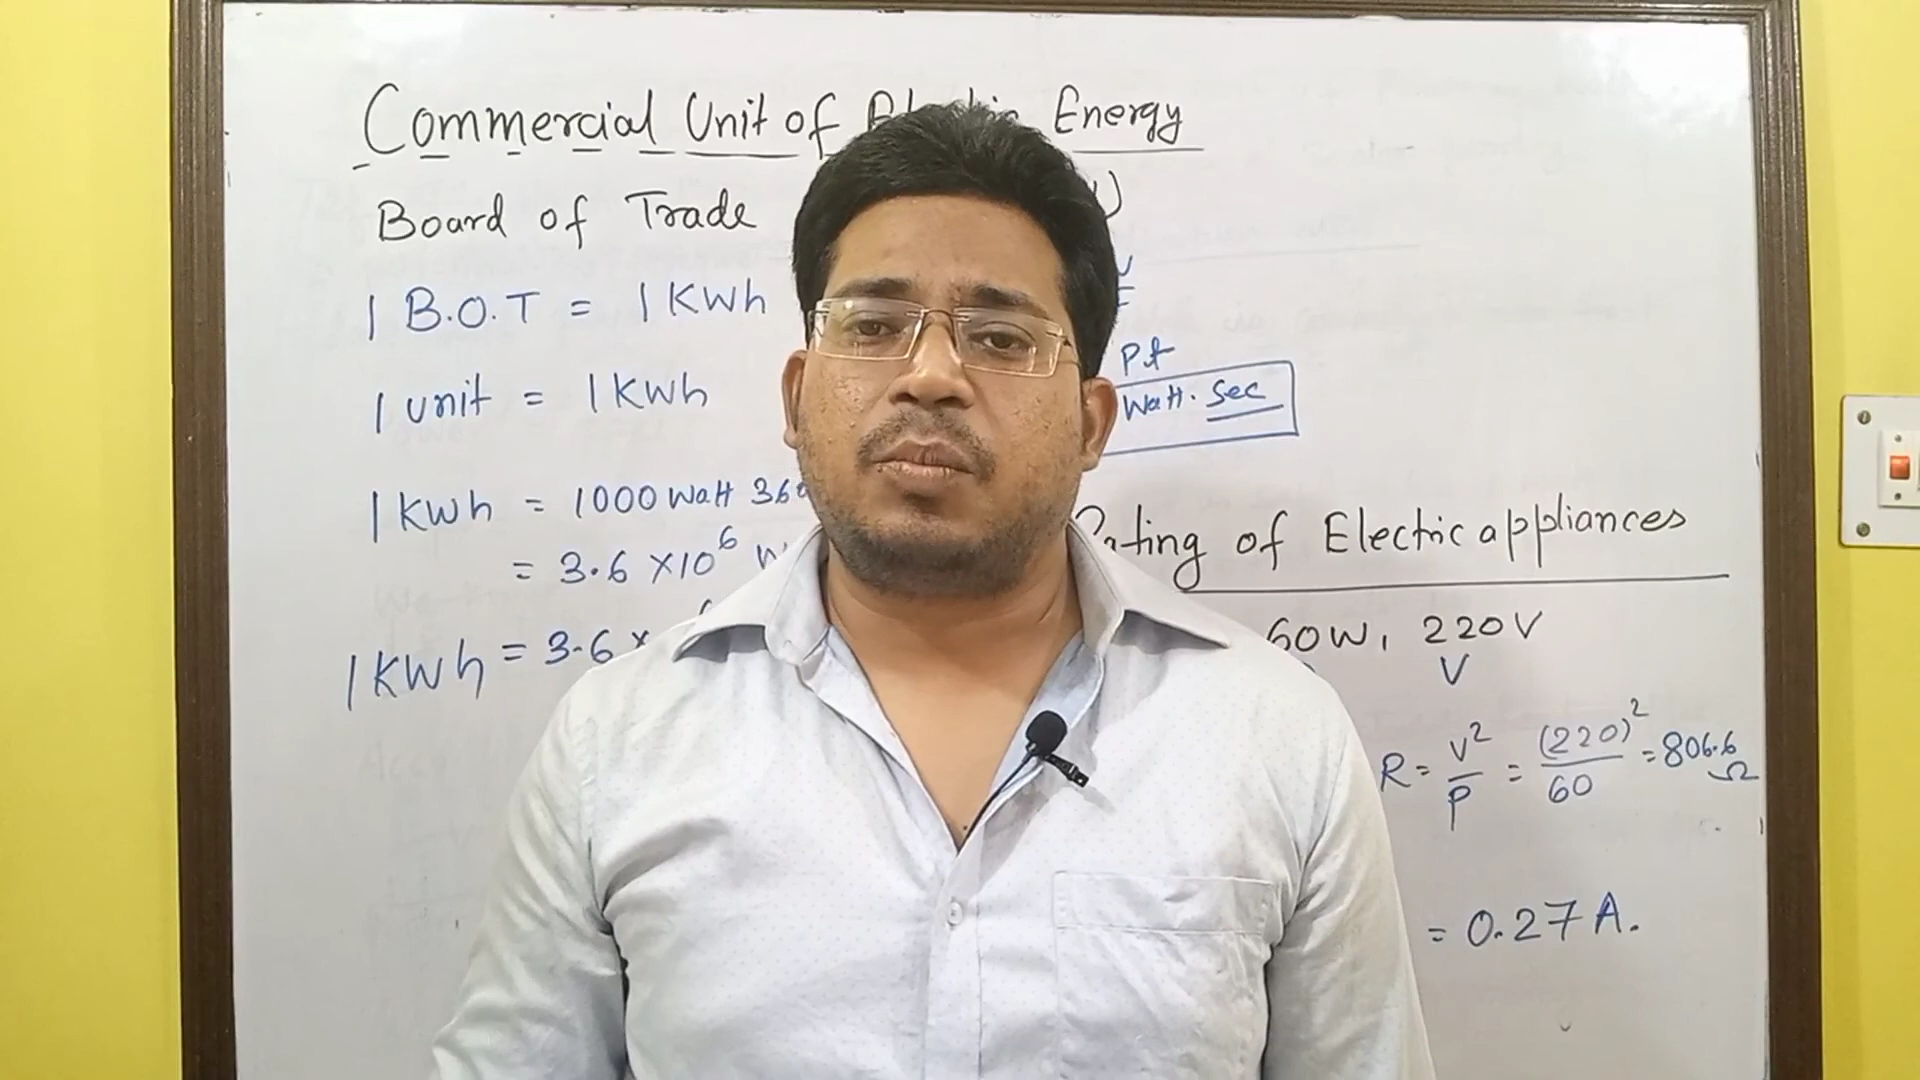 Commercial Unit of Energy
Board of Trade
1 B.O.T = 1 KWh
1 unit = 1 KWh
P.t
Watt. Sec
1 KWh = 1000 Watt 360
= 3.6 ×10⁶ W
1 KWh = 3.6 ×
Rating of Electric appliances
60W, 220V
V
R = V²/P = (220)²/60 = 806.6 Ω
= 0.27 A.